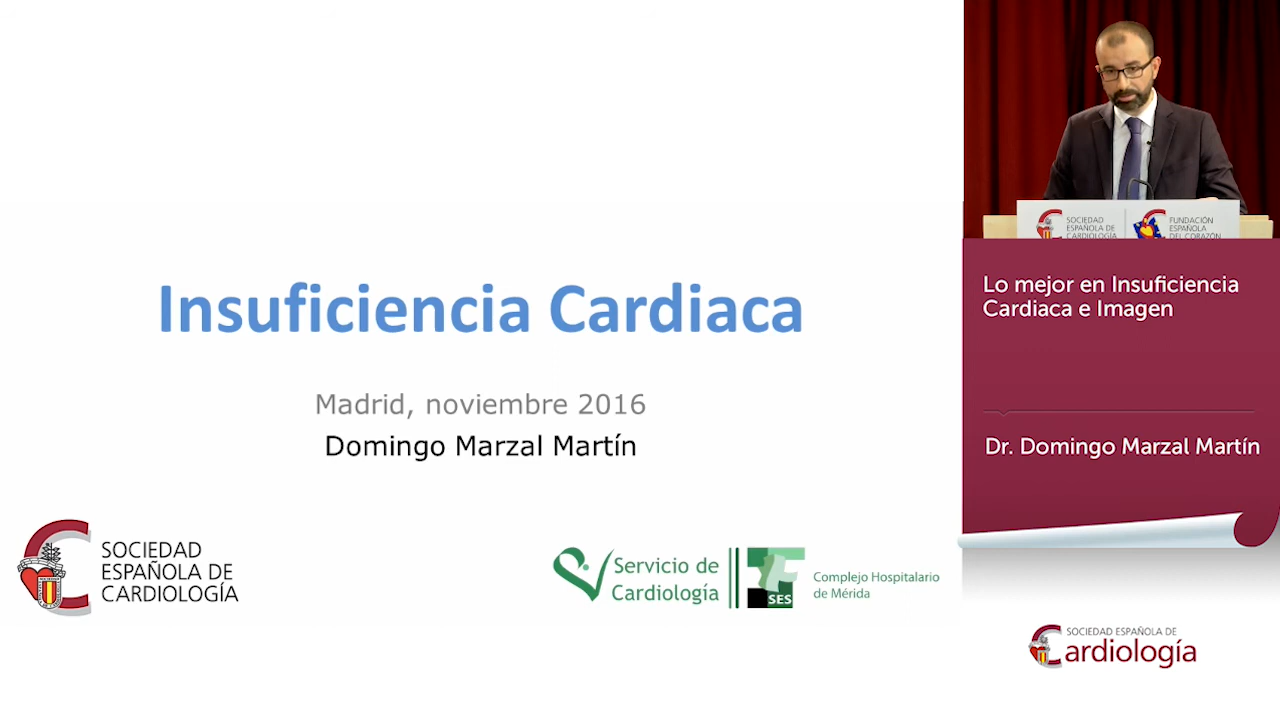 Insuficiencia Cardiaca
Madrid, noviembre 2016
Domingo Marzal Martín
SOCIEDAD
ESPAÑOLA DE
CARDIOLOGÍA
Servicio de
Cardiología
SES
Complejo Hospitalario
de Mérida
SOCIEDAD
ESPAÑOLA DE
CARDIOLOGÍA
FUNDACIÓN
ESPAÑOLA
DEL CORAZÓN
Lo mejor en Insuficiencia
Cardiaca e Imagen
Dr. Domingo Marzal Martín
SOCIEDAD ESPAÑOLA DE
Cardiología